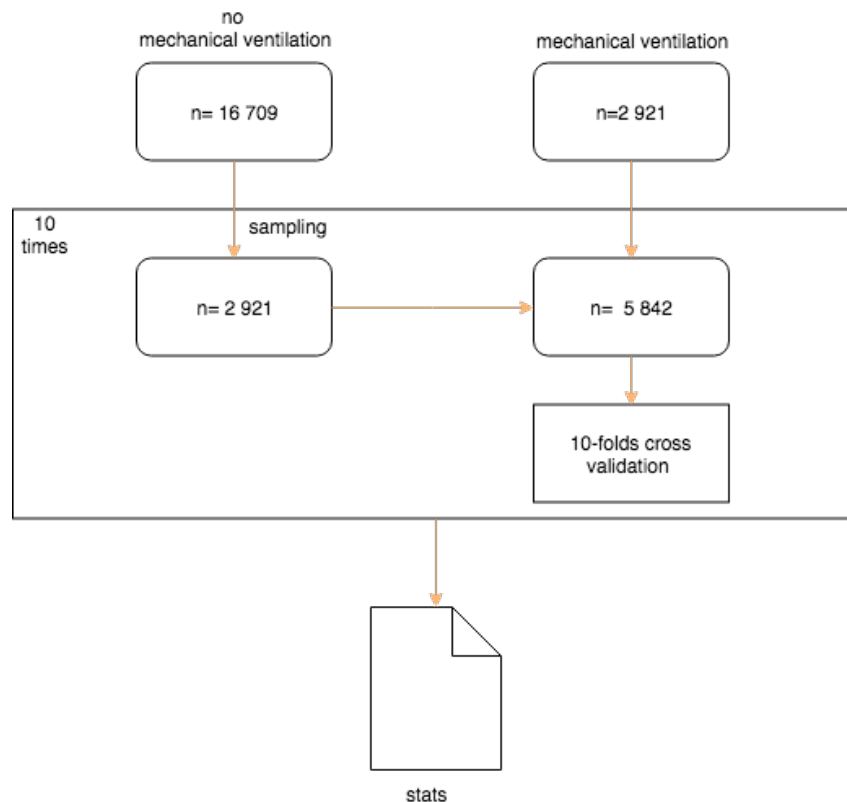 no
mechanical ventilation
mechanical ventilation
n= 16 709
n=2 921
10
times
sampling
n= 2 921
n= 5 842
10-folds cross
validation
stats